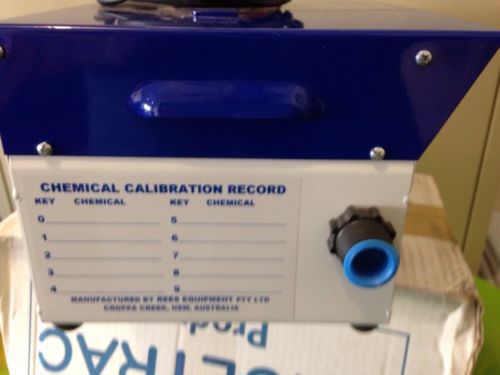 CHEMICAL CALIBRATION RECORD
KEY CHEMICAL KEY CHEMICAL
0 5
1 6
2 7
3 8
4 9
MANUFACTURED BY REES EQUIPMENT PTY LTD
CROPPA CREEK, NSW, AUSTRALIA
Prod